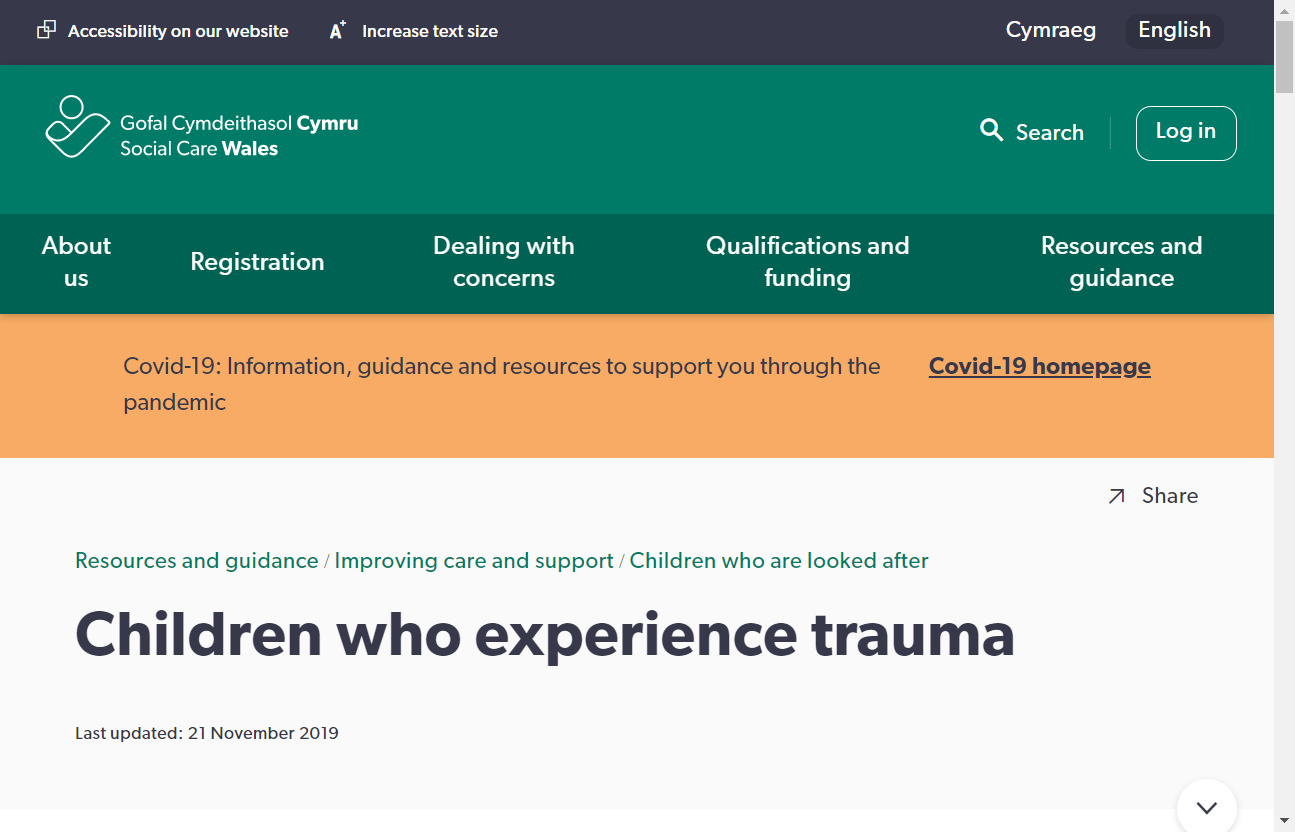 Accessibility on our website
A+ Increase text size
Cymraeg
English
Gofal Cymdeithasol Cymru
Social Care Wales
Search
Log in
About
us
Registration
Dealing with
concerns
Qualifications and
funding
Resources and
guidance
Covid-19: Information, guidance and resources to support you through the
pandemic
Covid-19 homepage
Share
Resources and guidance / Improving care and support / Children who are looked after
Children who experience trauma
Last updated: 21 November 2019